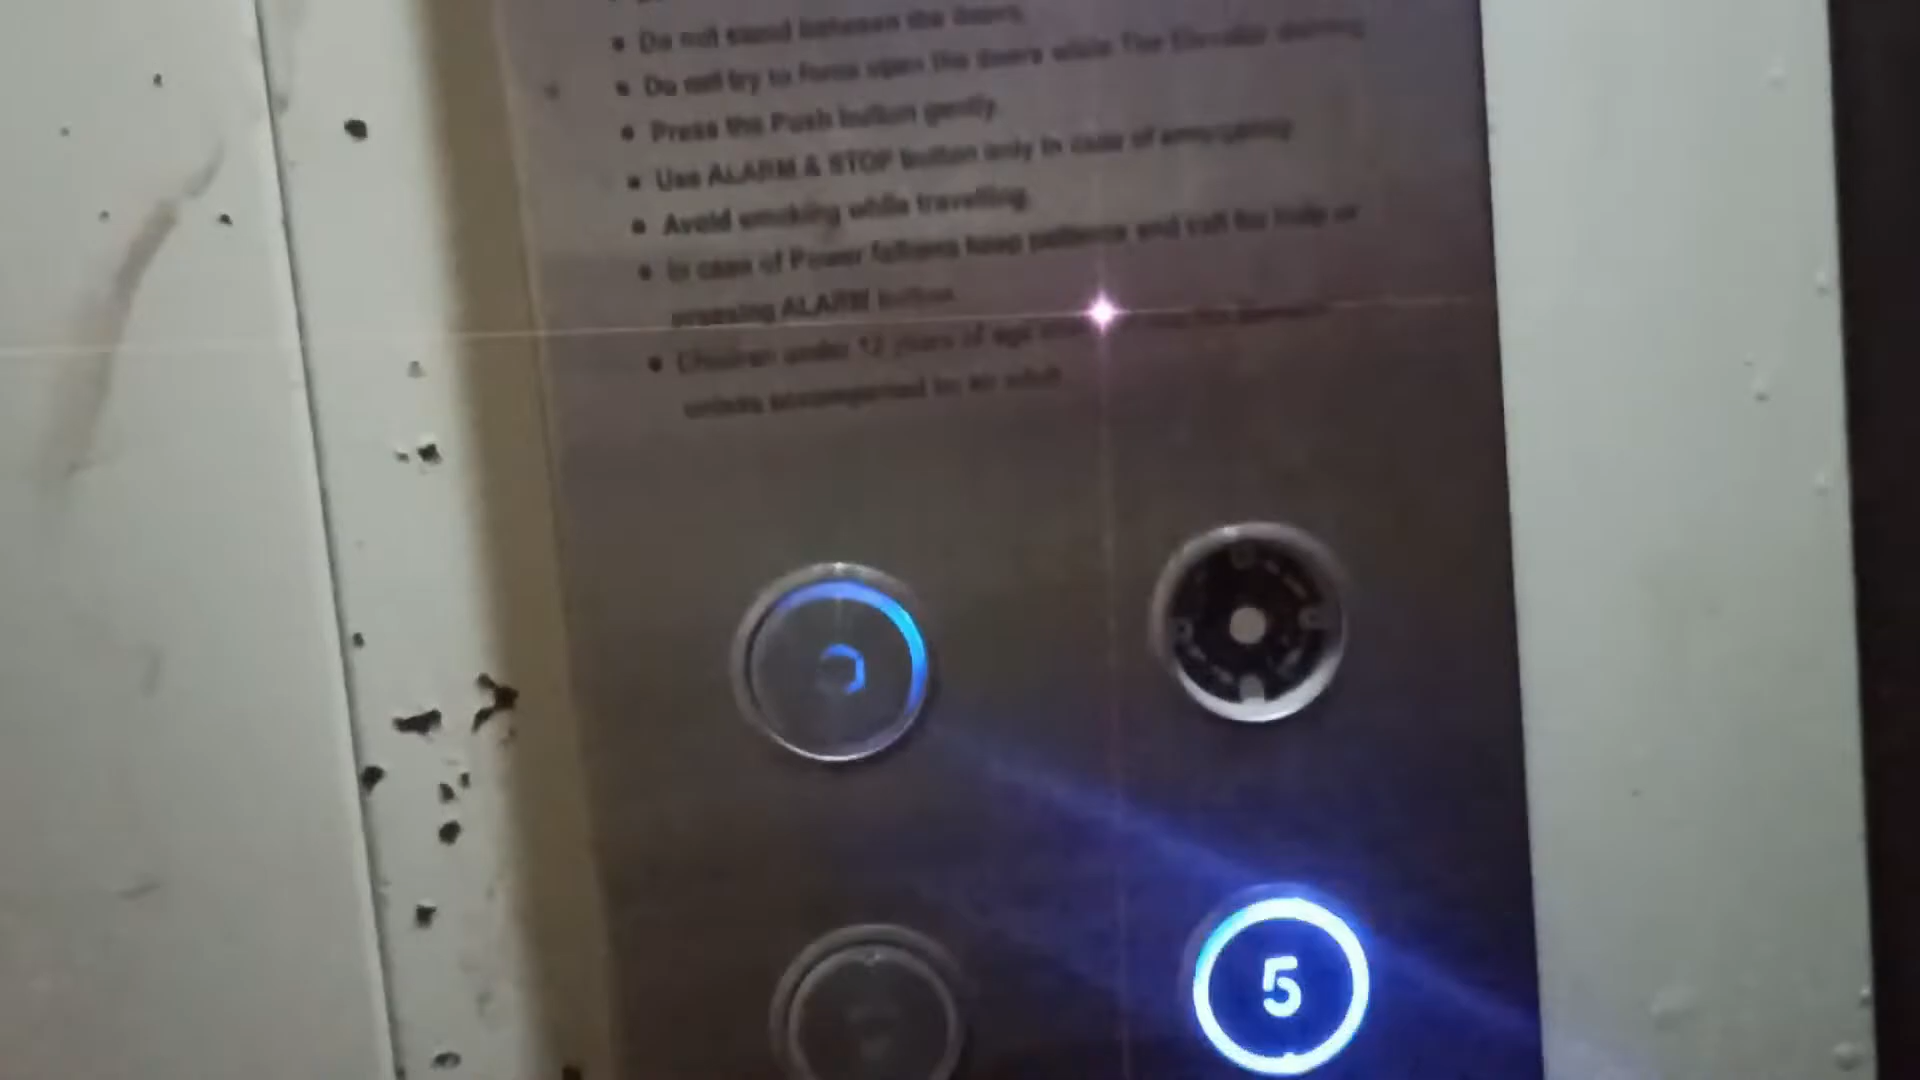 • Do not stand between the doors.
• Do not try to force open the doors while The Elevator
• Press the Push button gently.
• Use ALARM & STOP button only in case of emergency
• Avoid smoking while travelling.
• In case of Power failure keep patience and call for help or
pressing ALARM button.
• Children under 12 years of age
unless accompanied by an adult
5